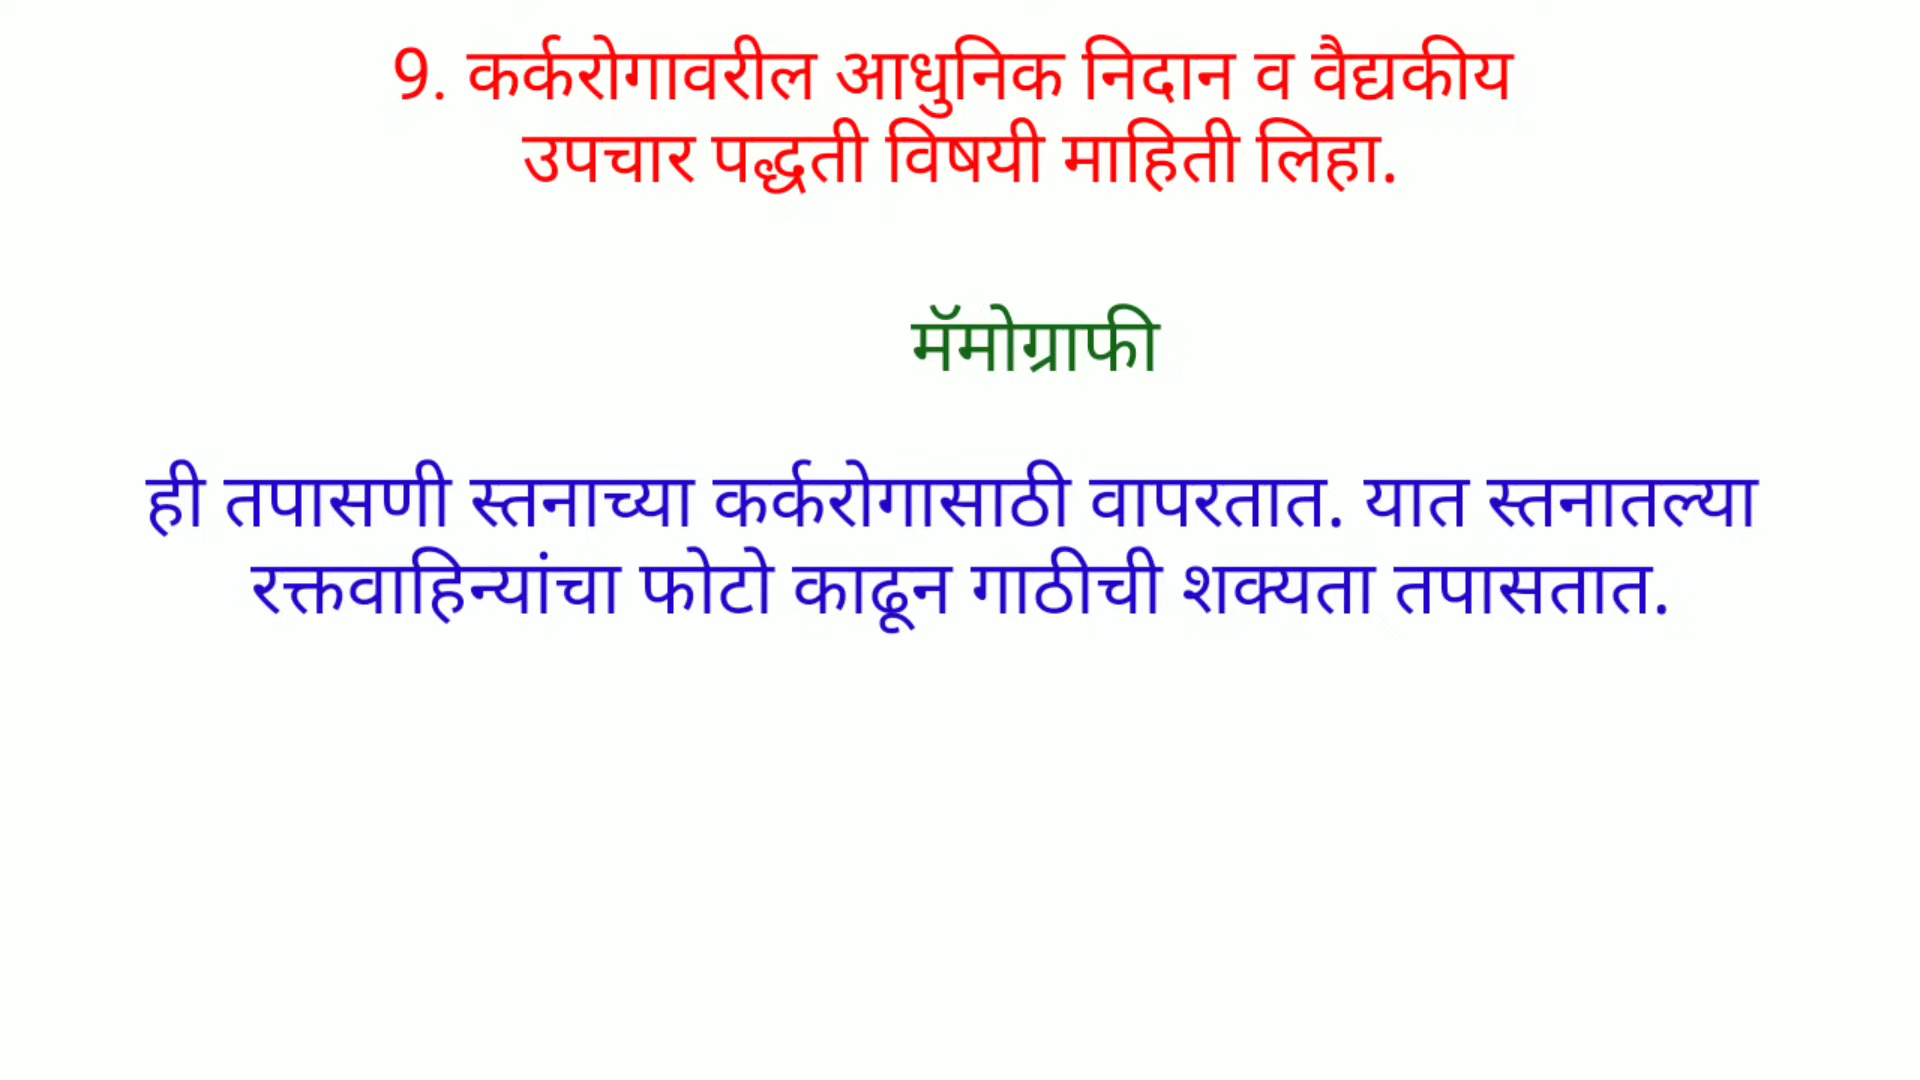 9. कर्करोगावरील आधुनिक निदान व वैद्यकीय
उपचार पद्धती विषयी माहिती लिहा.
मॅमोग्राफी
ही तपासणी स्तनाच्या कर्करोगासाठी वापरतात. यात स्तनातल्या
रक्तवाहिन्यांचा फोटो काढून गाठीची शक्यता तपासतात.